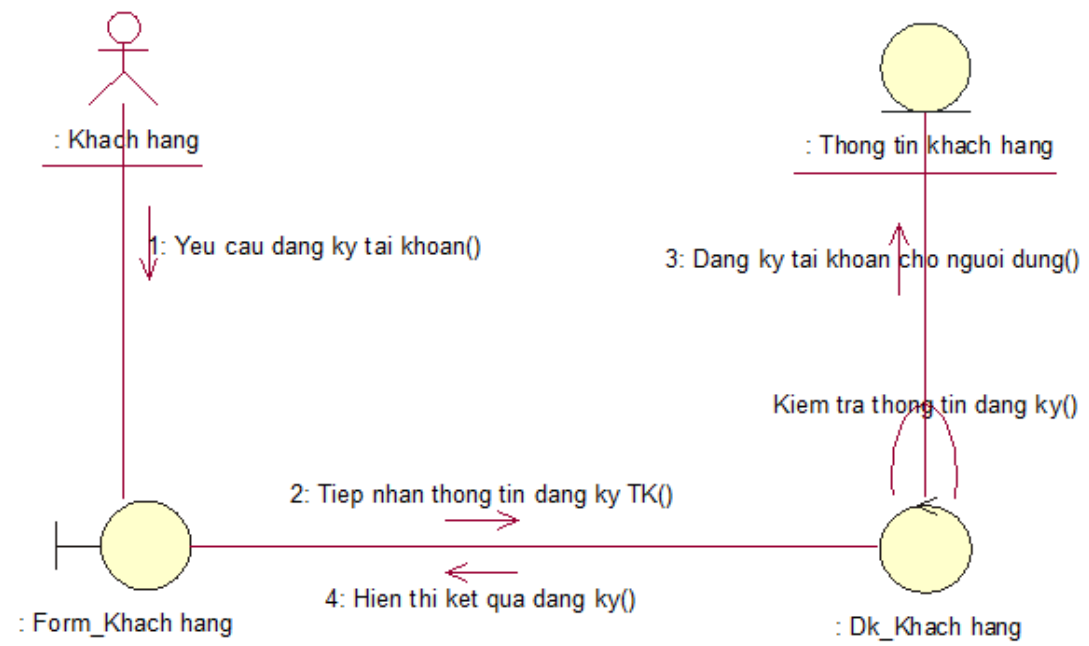 : Khach hang
: Thong tin khach hang
1: Yeu cau dang ky tai khoan()
3: Dang ky tai khoan cho nguoi dung()
Kiem tra thong tin dang ky()
2: Tiep nhan thong tin dang ky TK()
4: Hien thi ket qua dang ky()
: Form_Khach hang
: Dk_Khach hang